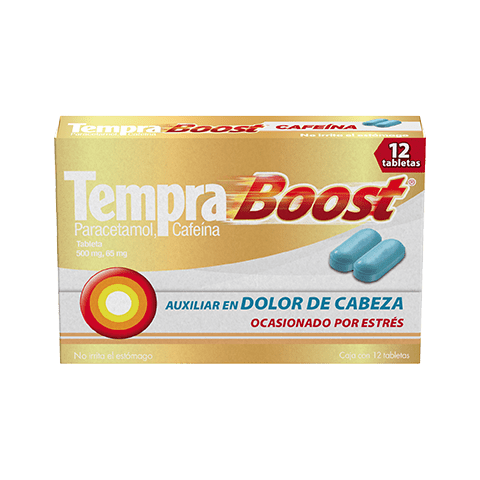 Tempra Boost CAFEÍNA
No irrita el estómago
12
tabletas
Tempra Boost®
Paracetamol, Cafeína
Tableta
500 mg, 65 mg
AUXILIAR EN DOLOR DE CABEZA
OCASIONADO POR ESTRÉS
No irrita el estómago
Caja con 12 tabletas